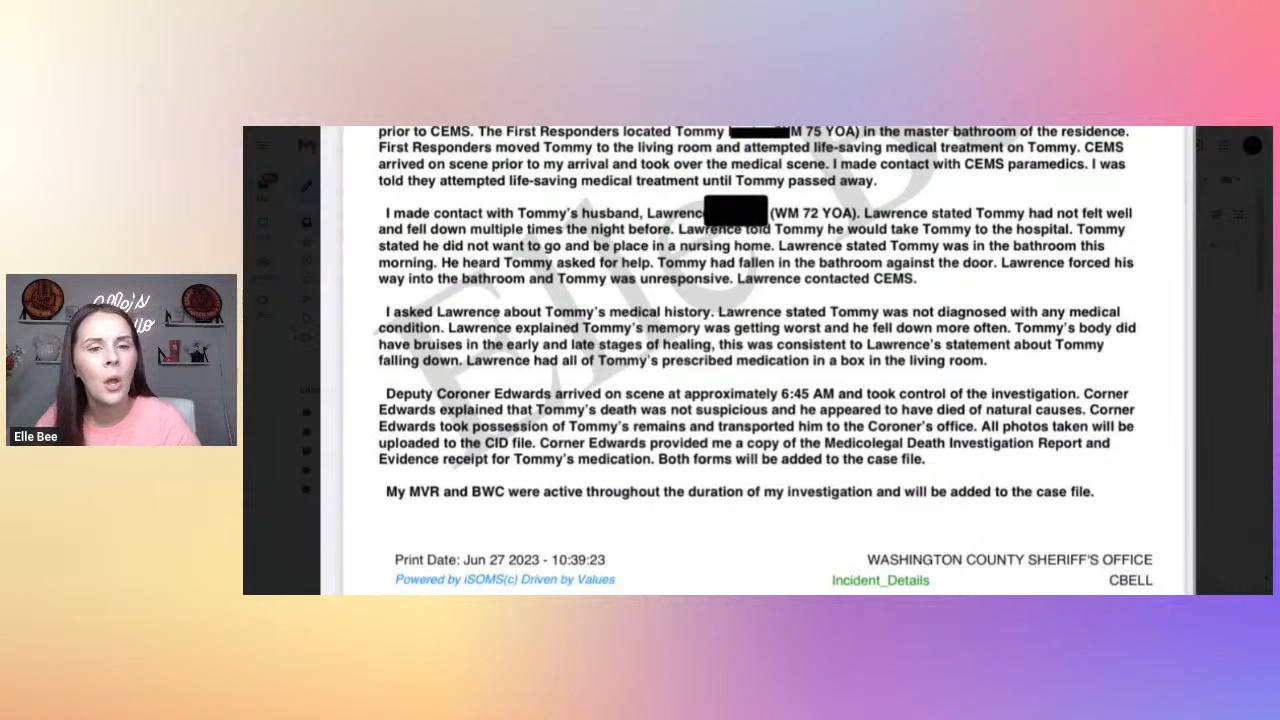 prior to CEMS. The First Responders located Tommy M 75 YOA) in the master bathroom of the residence.
First Responders moved Tommy to the living room and attempted life-saving medical treatment on Tommy. CEMS
arrived on scene prior to my arrival and took over the medical scene. I made contact with CEMS paramedics. I was
told they attempted life-saving medical treatment until Tommy passed away.
I made contact with Tommy's husband, Lawrence (WM 72 YOA). Lawrence stated Tommy had not felt well
and fell down multiple times the night before. Lawrence told Tommy he would take Tommy to the hospital. Tommy
stated he did not want to go and be place in a nursing home. Lawrence stated Tommy was in the bathroom this
morning. He heard Tommy asked for help. Tommy had fallen in the bathroom against the door. Lawrence forced his
way into the bathroom and Tommy was unresponsive. Lawrence contacted CEMS.
I asked Lawrence about Tommy's medical history. Lawrence stated Tommy was not diagnosed with any medical
condition. Lawrence explained Tommy's memory was getting worst and he fell down more often. Tommy's body did
have bruises in the early and late stages of healing, this was consistent to Lawrence's statement about Tommy
falling down. Lawrence had all of Tommy's prescribed medication in a box in the living room.
Deputy Coroner Edwards arrived on scene at approximately 6:45 AM and took control of the investigation. Corner
Edwards explained that Tommy's death was not suspicious and he appeared to have died of natural causes. Corner
Edwards took possession of Tommy's remains and transported him to the Coroner's office. All photos taken will be
uploaded to the CID file. Corner Edwards provided me a copy of the Medicolegal Death Investigation Report and
Evidence receipt for Tommy's medication. Both forms will be added to the case file.
My MVR and BWC were active throughout the duration of my investigation and will be added to the case file.
Print Date: Jun 27 2023 - 10:39:23
WASHINGTON COUNTY SHERIFF'S OFFICE
Powered by iSOMS(c) Driven by Values
Incident_Details
CBELL
Elle B
Elle's
Elle Bee